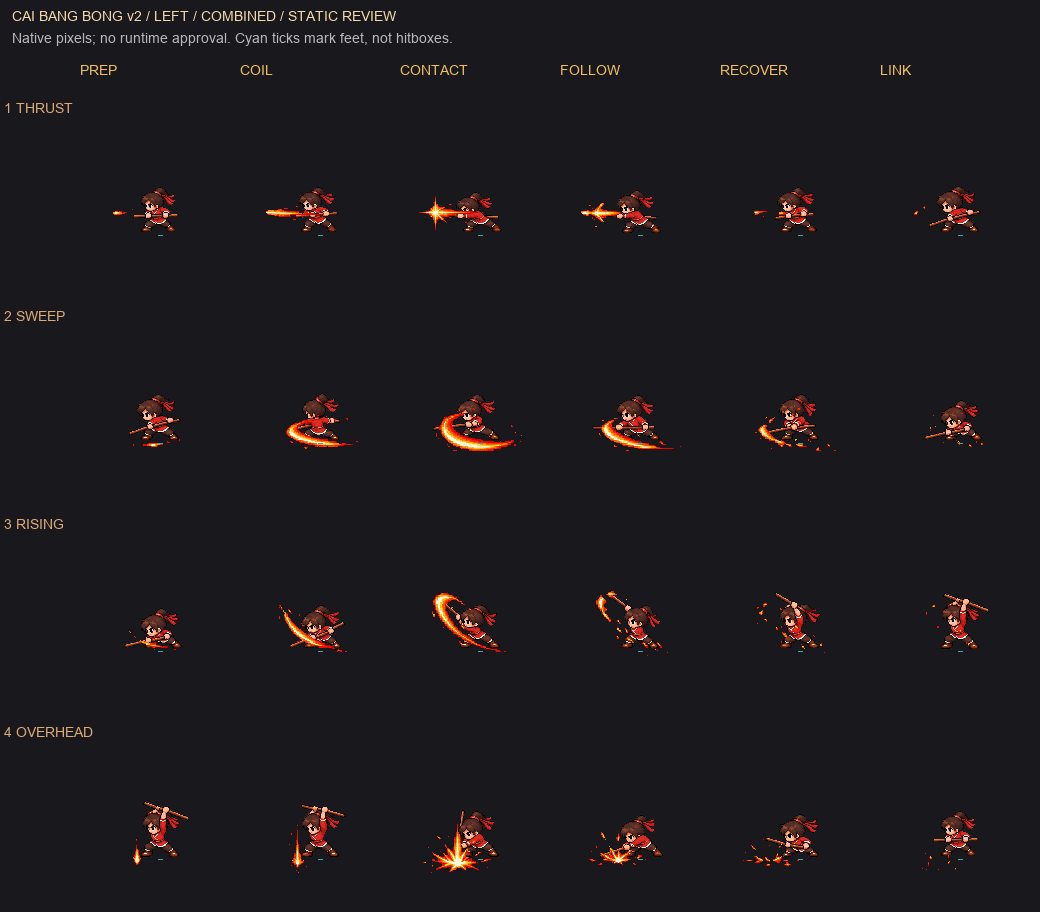 CAI BANG BONG v2 / LEFT / COMBINED / STATIC REVIEW
Native pixels; no runtime approval. Cyan ticks mark feet, not hitboxes.
PREP COIL CONTACT FOLLOW RECOVER LINK
1 THRUST
2 SWEEP
3 RISING
4 OVERHEAD